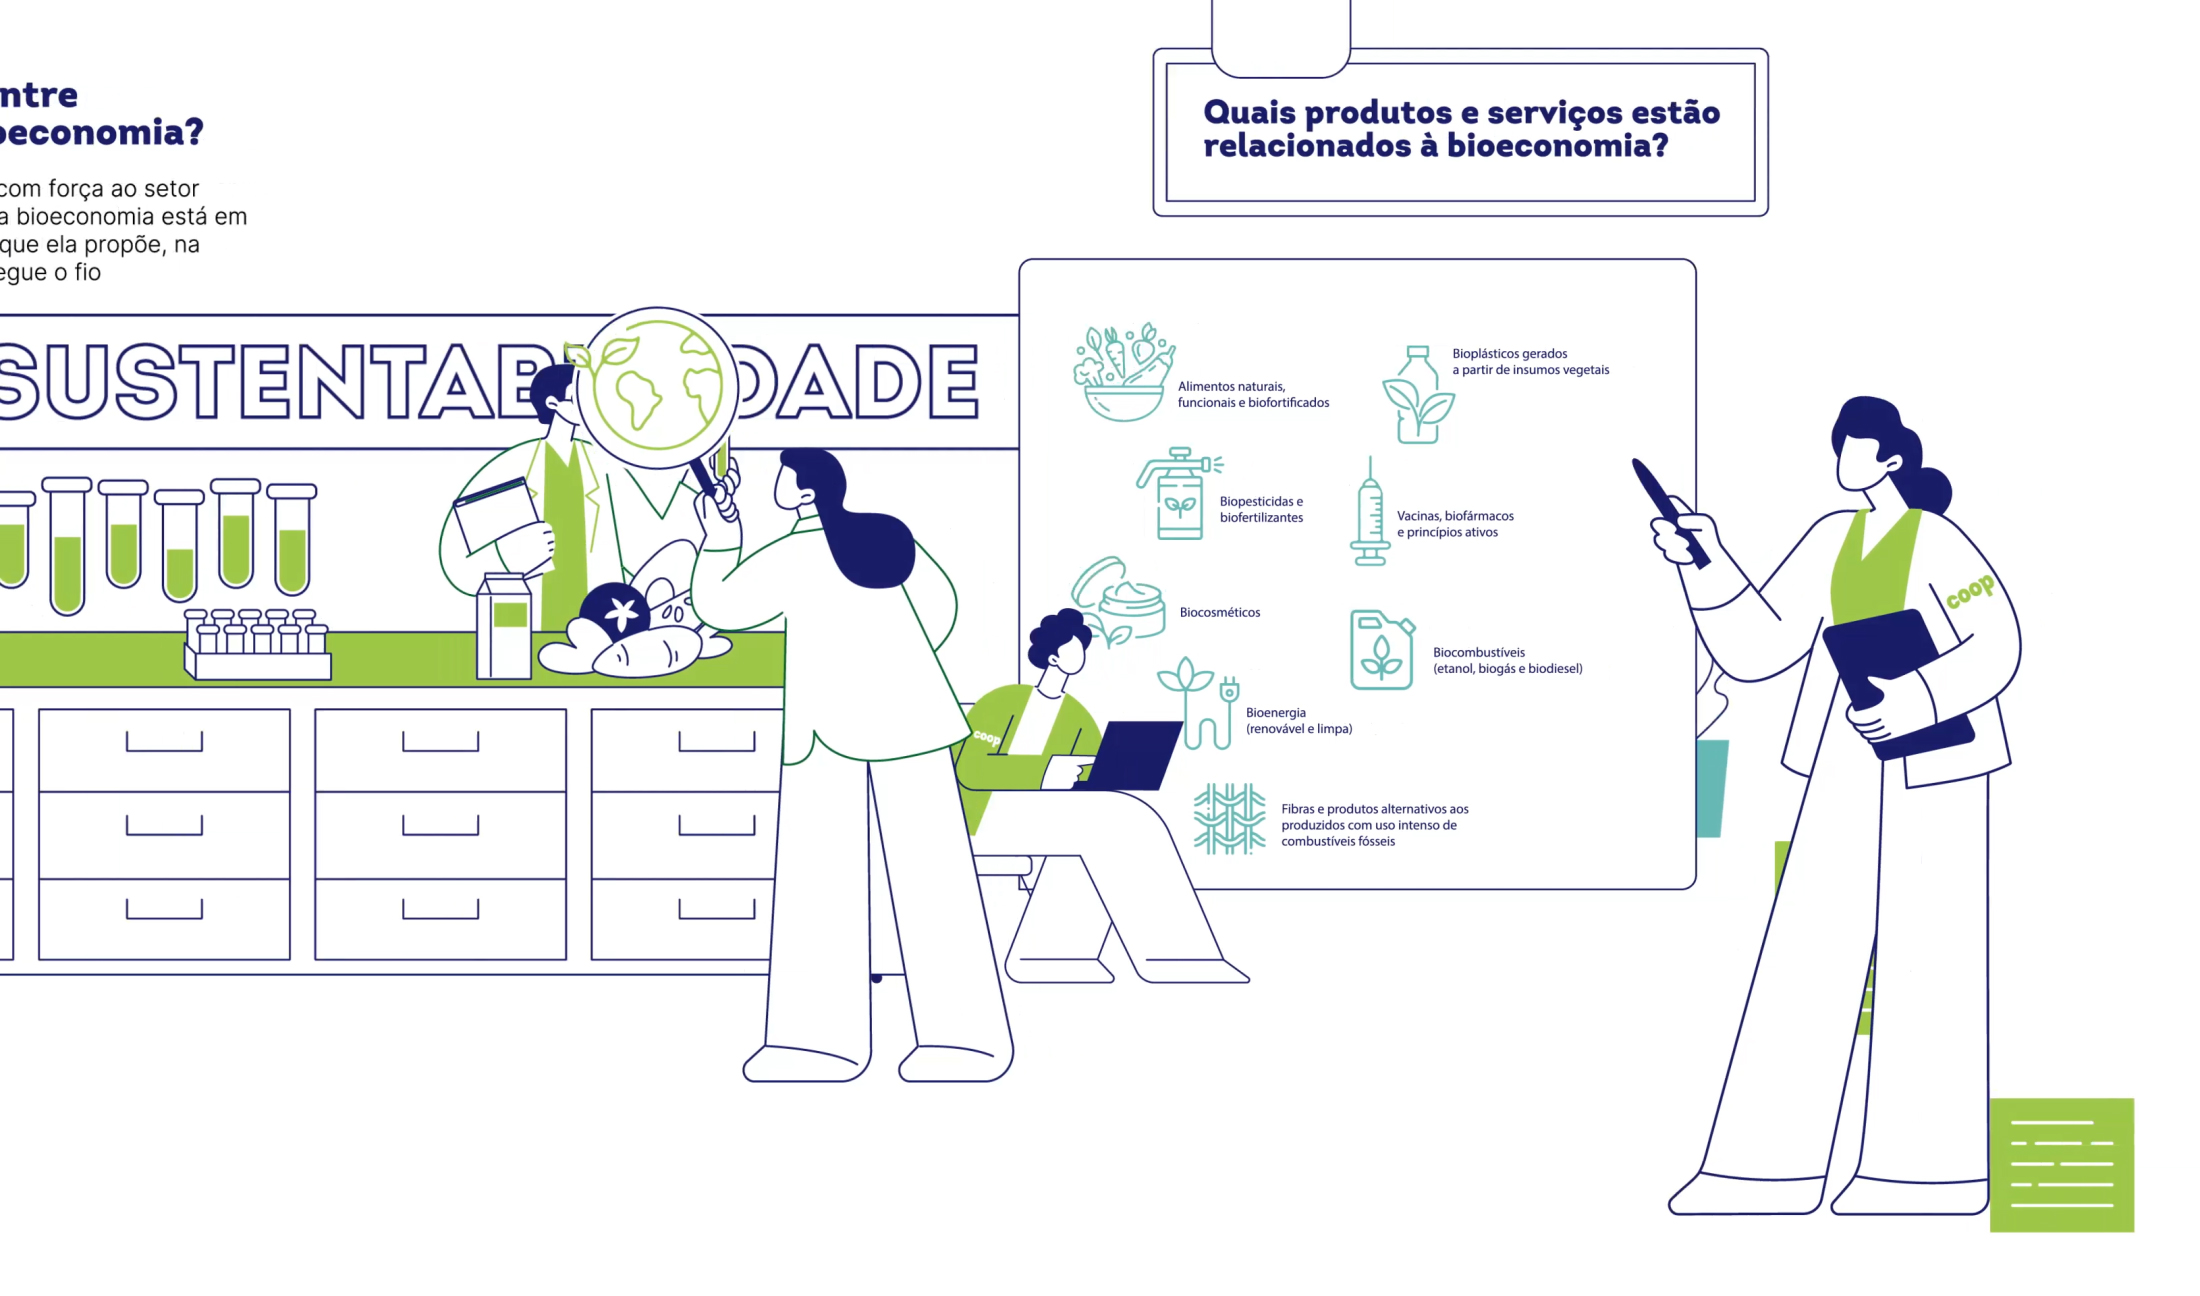 ntre
oeconomia?
com força ao setor
a bioeconomia está em
que ela propõe, na
egue o fio
SUSTENTAB DADE
Quais produtos e serviços estão
relacionados à bioeconomia?
Alimentos naturais,
funcionais e biofortificados
Bioplásticos gerados
a partir de insumos vegetais
Biopesticidas e
biofertilizantes
Vacinas, biofármacos
e princípios ativos
Biocosméticos
Biocombustíveis
(etanol, biogás e biodiesel)
Bioenergia
(renovável e limpa)
Fibras e produtos alternativos aos
produzidos com uso intenso de
combustíveis fósseis
coop
coop